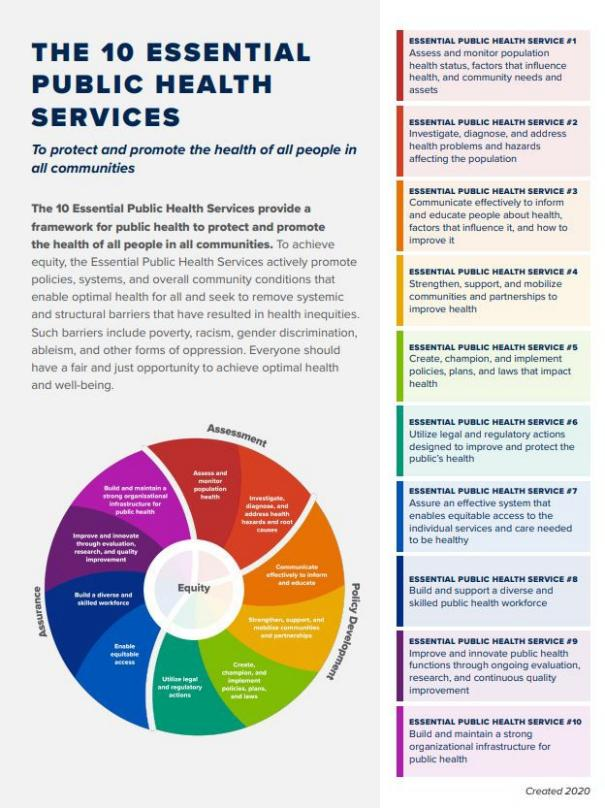 THE 10 ESSENTIAL
PUBLIC HEALTH
SERVICES
To protect and promote the health of all people in
all communities
The 10 Essential Public Health Services provide a
framework for public health to protect and promote
the health of all people in all communities. To achieve
equity, the Essential Public Health Services actively promote
policies, systems, and overall community conditions that
enable optimal health for all and seek to remove systemic
and structural barriers that have resulted in health inequities.
Such barriers include poverty, racism, gender discrimination,
ableism, and other forms of oppression. Everyone should
have a fair and just opportunity to achieve optimal health
and well-being.
Assessment
Assess and
monitor
population
health
Investigate,
diagnose, and
address health
hazards and root
causes
Policy Development
Communicate
effectively to inform
and educate
Strengthen, support, and
mobilize communities
and partnerships
Create,
champion, and
implement
policies, plans,
and laws
Utilize legal
and regulatory
actions
Assurance
Enable
equitable
access
Build a diverse and
skilled workforce
Improve and innovate
through evaluation,
research, and quality
improvement
Build and maintain a
strong organizational
infrastructure for
public health
Equity
ESSENTIAL PUBLIC HEALTH SERVICE #1
Assess and monitor population
health status, factors that influence
health, and community needs and
assets
ESSENTIAL PUBLIC HEALTH SERVICE #2
Investigate, diagnose, and address
health problems and hazards
affecting the population
ESSENTIAL PUBLIC HEALTH SERVICE #3
Communicate effectively to inform
and educate people about health,
factors that influence it, and how to
improve it
ESSENTIAL PUBLIC HEALTH SERVICE #4
Strengthen, support, and mobilize
communities and partnerships to
improve health
ESSENTIAL PUBLIC HEALTH SERVICE #5
Create, champion, and implement
policies, plans, and laws that impact
health
ESSENTIAL PUBLIC HEALTH SERVICE #6
Utilize legal and regulatory actions
designed to improve and protect the
public's health
ESSENTIAL PUBLIC HEALTH SERVICE #7
Assure an effective system that
enables equitable access to the
individual services and care needed
to be healthy
ESSENTIAL PUBLIC HEALTH SERVICE #8
Build and support a diverse and
skilled public health workforce
ESSENTIAL PUBLIC HEALTH SERVICE #9
Improve and innovate public health
functions through ongoing evaluation,
research, and continuous quality
improvement
ESSENTIAL PUBLIC HEALTH SERVICE #10
Build and maintain a strong
organizational infrastructure for
public health
Created 2020